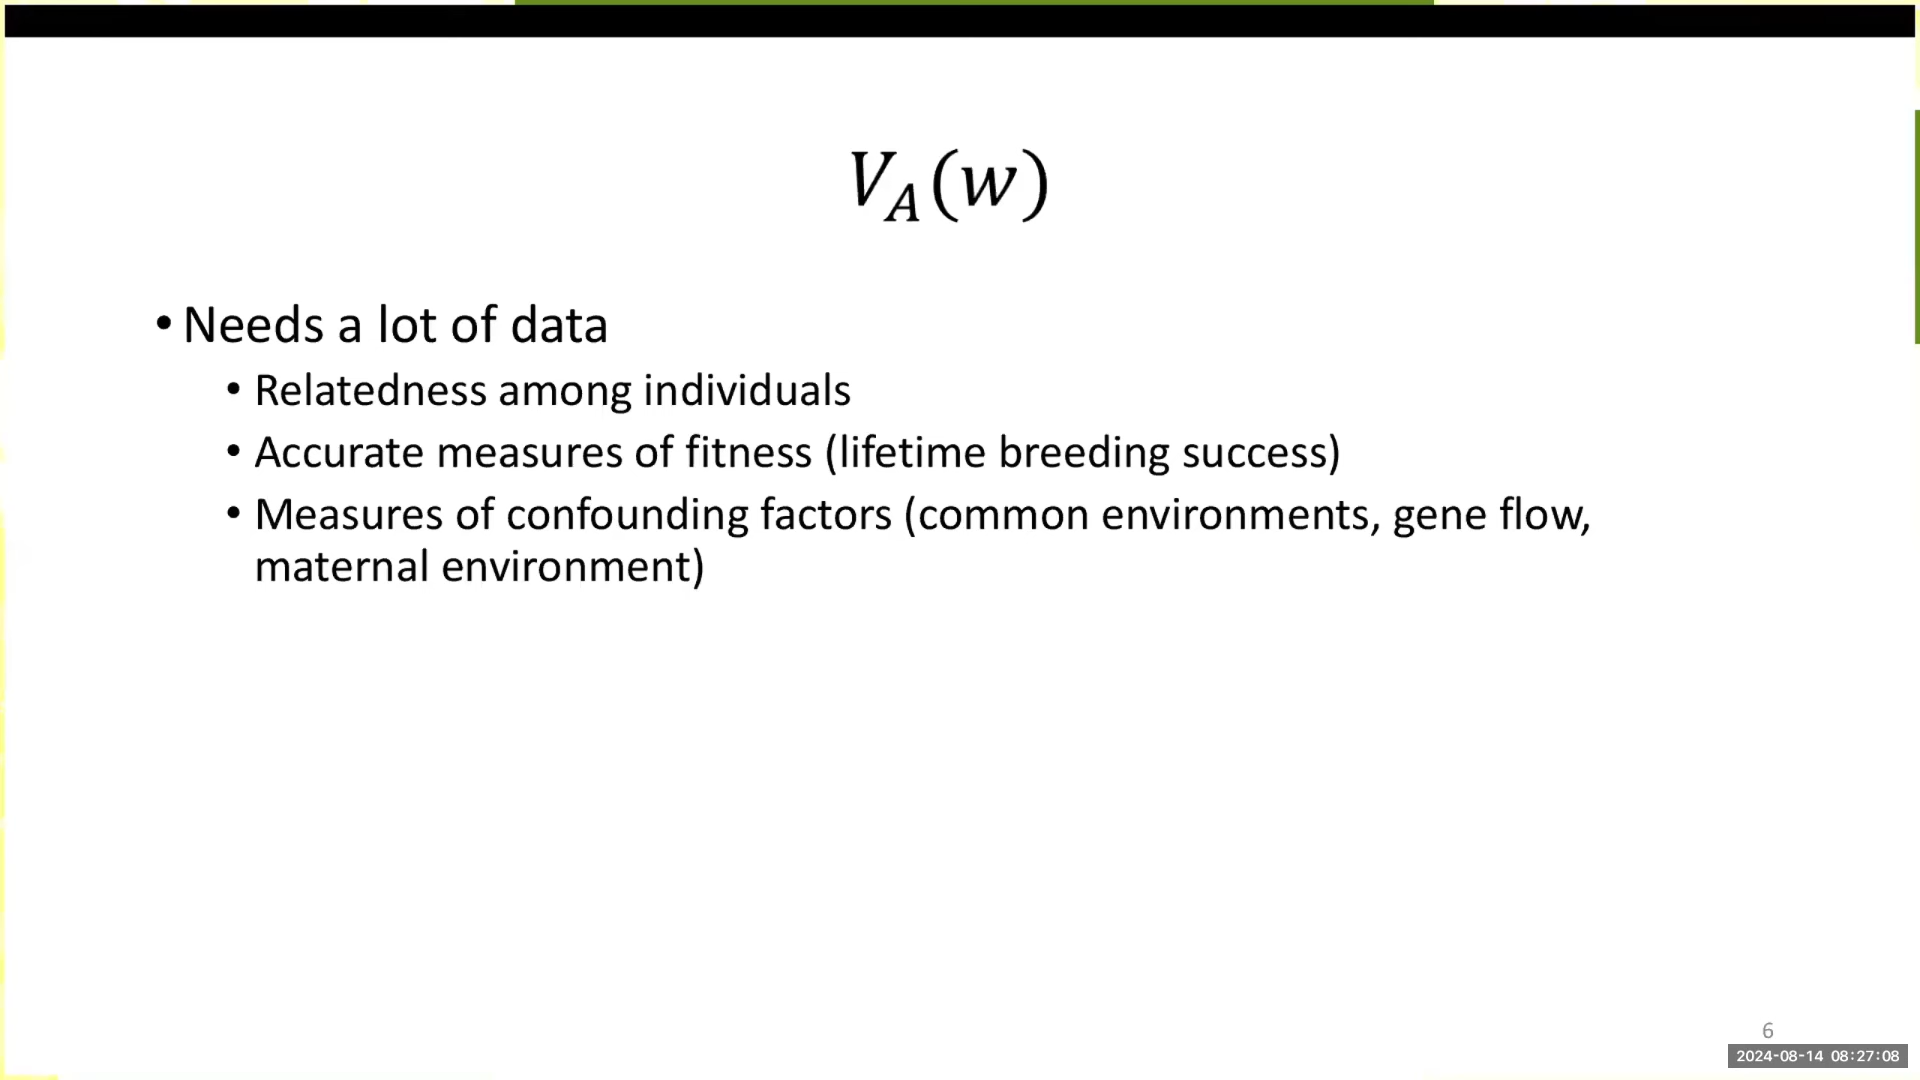 V_A(w)
• Needs a lot of data
• Relatedness among individuals
• Accurate measures of fitness (lifetime breeding success)
• Measures of confounding factors (common environments, gene flow,
maternal environment)
6
2024-08-14 08:27:08